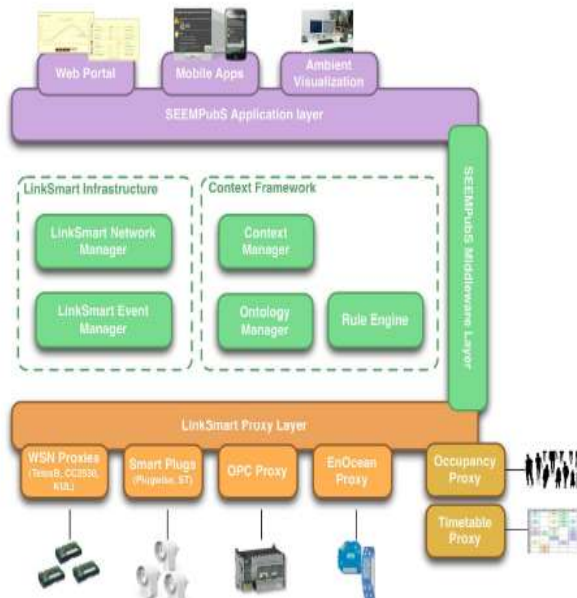 Web Portal
Mobile Apps
Ambient
Visualization
SEEMPubS Application layer
SEEMPubS Middleware Layer
LinkSmart Infrastructure
LinkSmart Network
Manager
LinkSmart Event
Manager
Context Framework
Context
Manager
Ontology
Manager
Rule Engine
LinkSmart Proxy Layer
WSN Proxies
(TelosB, CC2530,
KUL)
Smart Plugs
(Plugwise, ST)
OPC Proxy
EnOcean
Proxy
Occupancy
Proxy
Timetable
Proxy